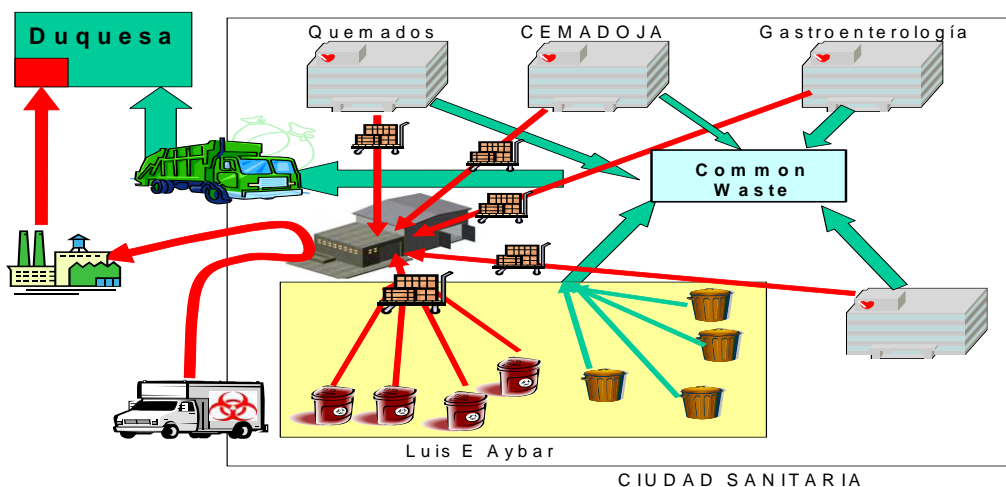 Duquesa
Quemados
CEMADOJA
Gastroenterología
Common
Waste
Luis E Aybar
CIUDAD SANITARIA